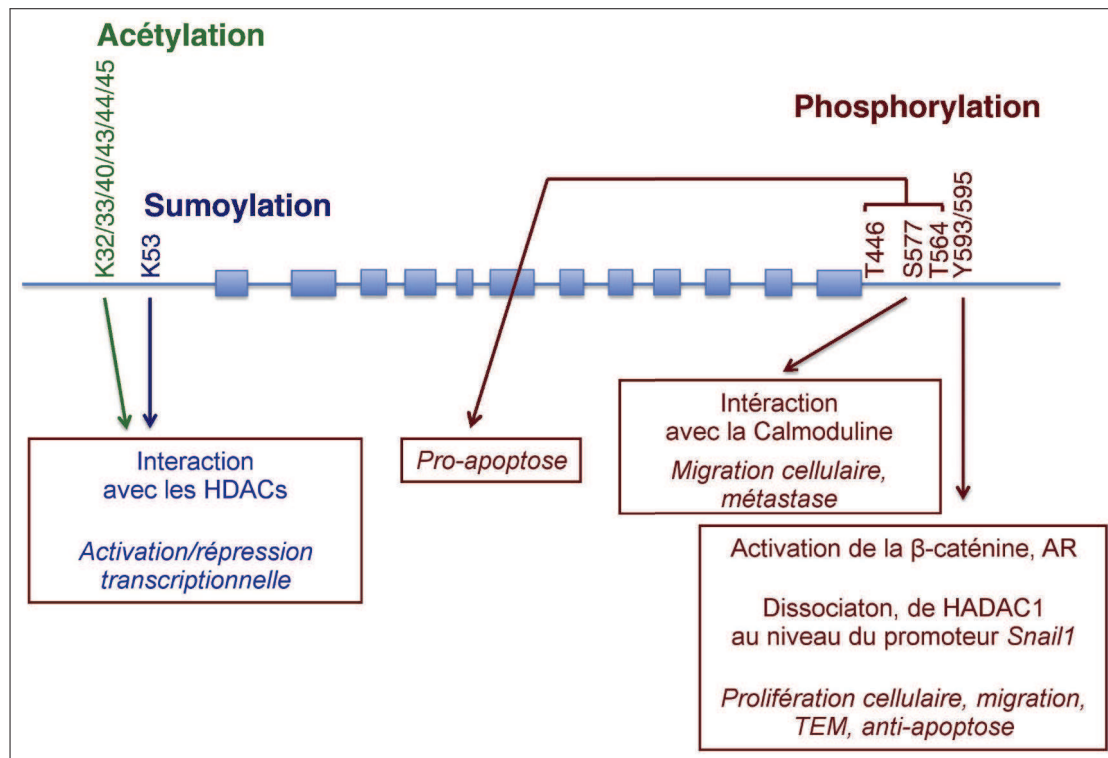 Acétylation
K32/33/40/43/44/45
Sumoylation
K53
Phosphorylation
T446
S577
T564
Y593/595
Interaction
avec les HDACs
Activation/répression
transcriptionnelle
Pro-apoptose
Intéraction
avec la Calmoduline
Migration cellulaire,
métastase
Activation de la β-caténine, AR
Dissociaton, de HADAC1
au niveau du promoteur Snail1
Prolifération cellulaire, migration,
TEM, anti-apoptose